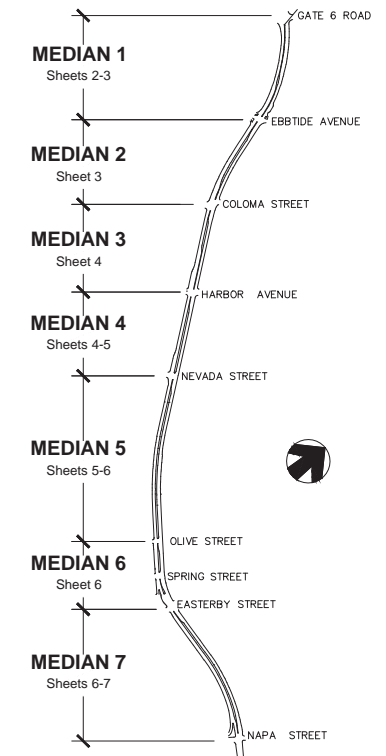 GATE 6 ROAD
MEDIAN 1
Sheets 2-3
EBBTIDE AVENUE
MEDIAN 2
Sheet 3
COLOMA STREET
MEDIAN 3
Sheet 4
HARBOR AVENUE
MEDIAN 4
Sheets 4-5
NEVADA STREET
MEDIAN 5
Sheets 5-6
OLIVE STREET
MEDIAN 6
Sheet 6
SPRING STREET
EASTERBY STREET
MEDIAN 7
Sheets 6-7
NAPA STREET